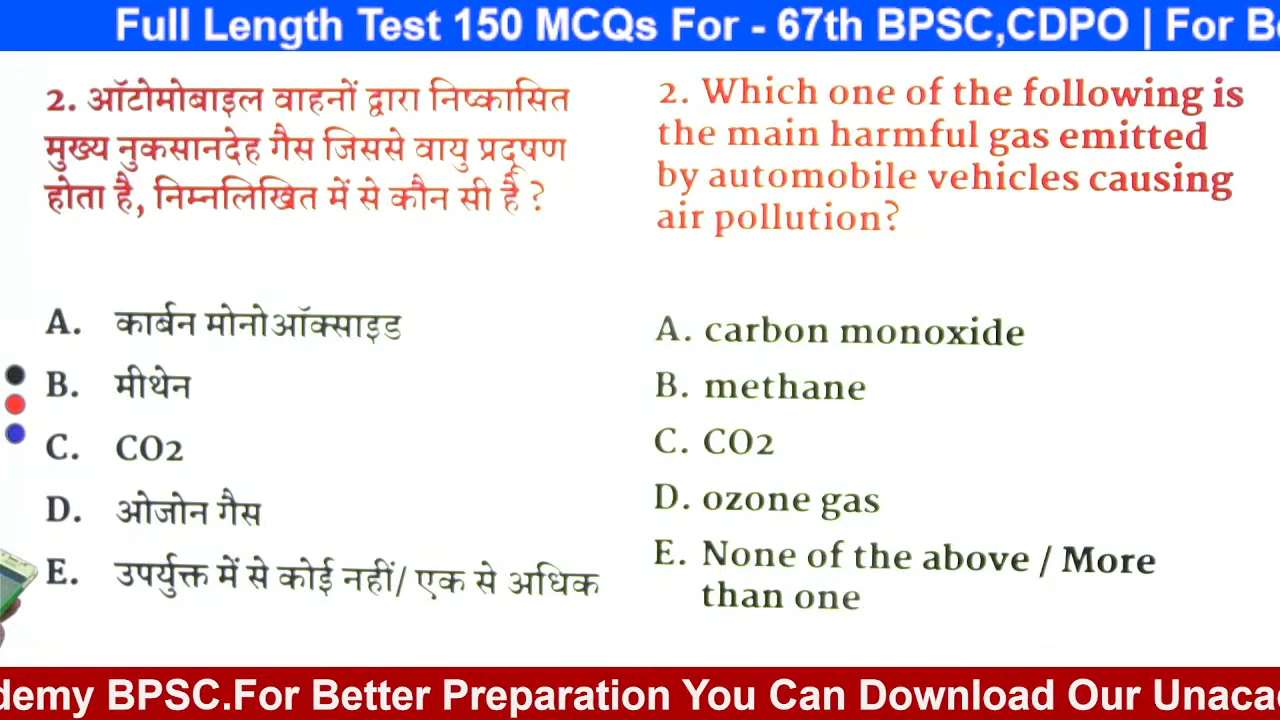 Full Length Test 150 MCQs For - 67th BPSC,CDPO | For
2. ऑटोमोबाइल वाहनों द्वारा निष्कासित
मुख्य नुकसानदेह गैस जिससे वायु प्रदूषण
होता है, निम्नलिखित में से कौन सी है ?
A. कार्बन मोनोऑक्साइड
B. मीथेन
C. CO2
D. ओजोन गैस
E. उपर्युक्त में से कोई नहीं/ एक से अधिक
2. Which one of the following is
the main harmful gas emitted
by automobile vehicles causing
air pollution?
A. carbon monoxide
B. methane
C. CO2
D. ozone gas
E. None of the above / More
than one
BPSC.For Better Preparation You Can Download Our